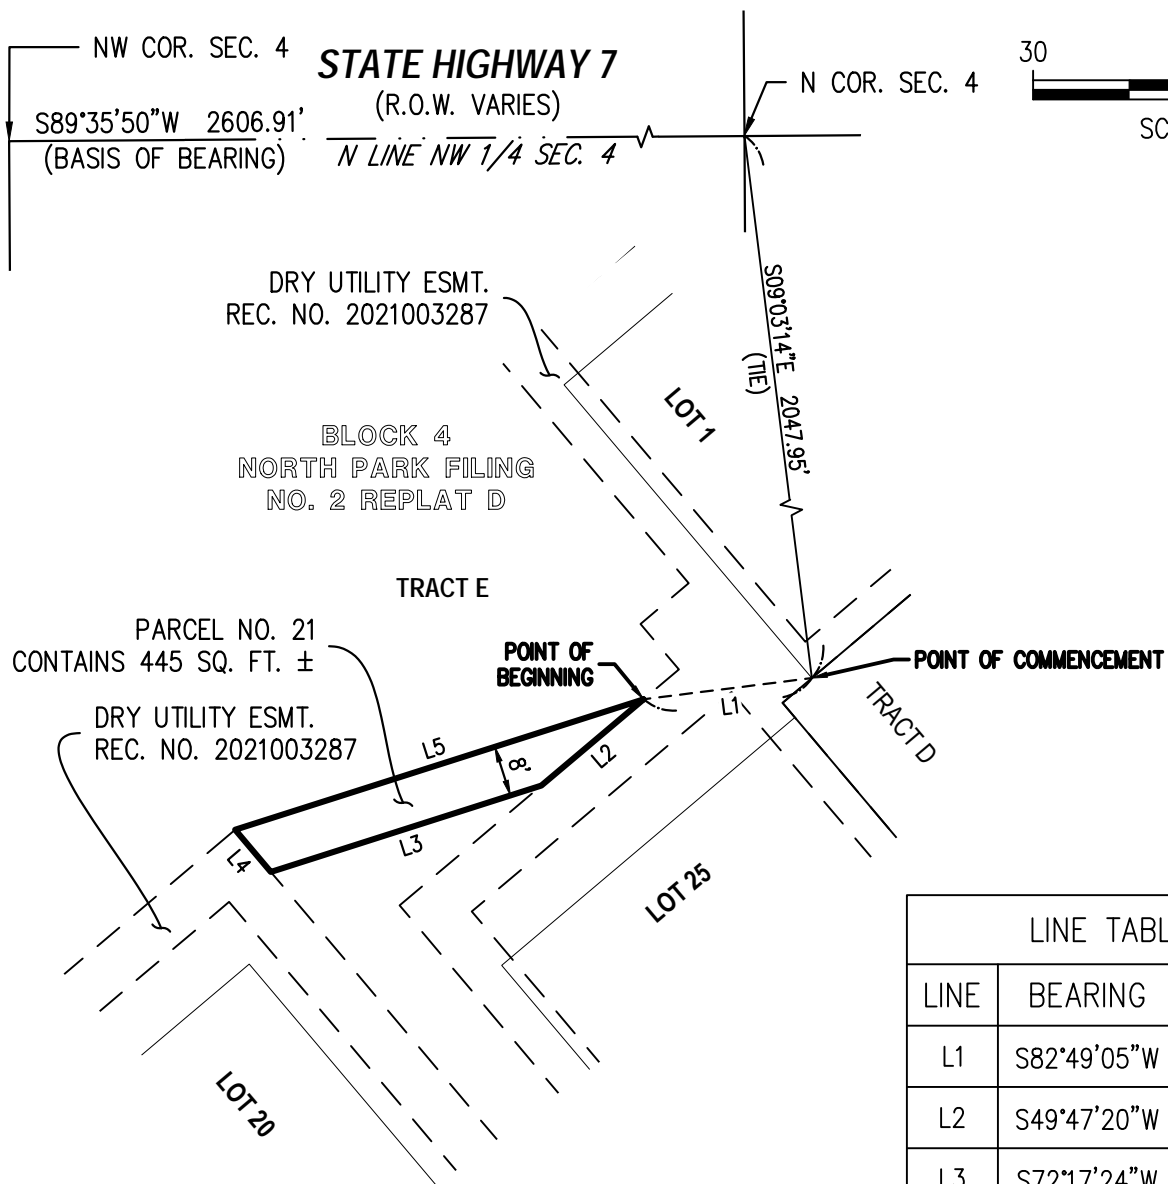 NW COR. SEC. 4
STATE HIGHWAY 7
(R.O.W. VARIES)
N COR. SEC. 4
30
S89°35'50"W 2606.91'
(BASIS OF BEARING)
N LINE NW 1/4 SEC. 4
SC
DRY UTILITY ESMT.
REC. NO. 2021003287
S09°03'14"E 2047.95'
(TIE)
LOT 1
BLOCK 4
NORTH PARK FILING
NO. 2 REPLAT D
TRACT E
PARCEL NO. 21
CONTAINS 445 SQ. FT. ±
POINT OF
BEGINNING
POINT OF COMMENCEMENT
L1
TRACT D
DRY UTILITY ESMT.
REC. NO. 2021003287
L5
8'
L2
L3
L4
LOT 25
LOT 20
LINE TABL
LINE BEARING
L1 S82°49'05"W
L2 S49°47'20"W
L3 S72°17'24"W